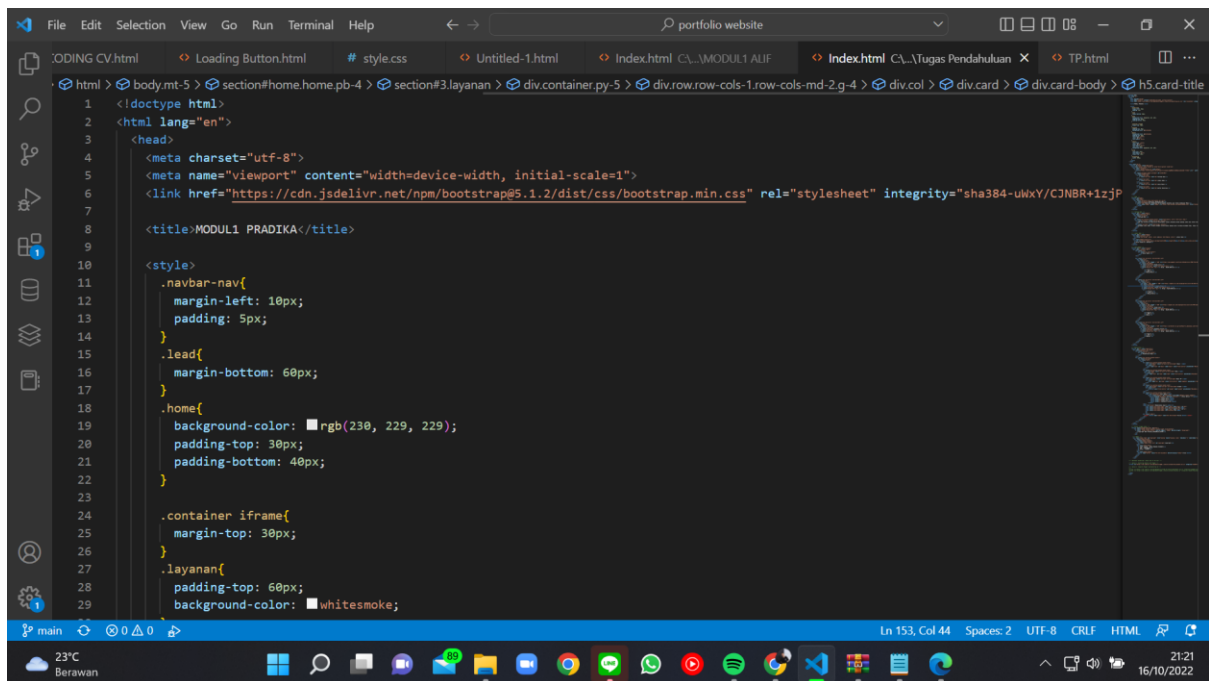 File Edit Selection View Go Run Terminal Help portfolio website
CODING CV.html Loading Button.html # style.css Untitled-1.html Index.html C:\...\MODUL1 ALIF Index.html C:\...\Tugas Pendahuluan TP.html
html > body.mt-5 > section#home.home.pb-4 > section#3.layanan > div.container.py-5 > div.row.row-cols-1.row-cols-md-2.g-4 > div.col > div.card > div.card-body > h5.card-title
1 <!doctype html>
2 <html lang="en">
3 <head>
4 <meta charset="utf-8">
5 <meta name="viewport" content="width=device-width, initial-scale=1">
6 <link href="https://cdn.jsdelivr.net/npm/bootstrap@5.1.2/dist/css/bootstrap.min.css" rel="stylesheet" integrity="sha384-uWxY/CJNBR+1zjP
7
8 <title>MODUL1 PRADIKA</title>
9
10 <style>
11 .navbar-nav{
12 margin-left: 10px;
13 padding: 5px;
14 }
15 .lead{
16 margin-bottom: 60px;
17 }
18 .home{
19 background-color: rgb(230, 229, 229);
20 padding-top: 30px;
21 padding-bottom: 40px;
22 }
23
24 .container iframe{
25 margin-top: 30px;
26 }
27 .layanan{
28 padding-top: 60px;
29 background-color: whitesmoke;
main 0 0 Ln 153, Col 44 Spaces: 2 UTF-8 CRLF HTML
23°C
Berawan
89
LINE
21:21
16/10/2022